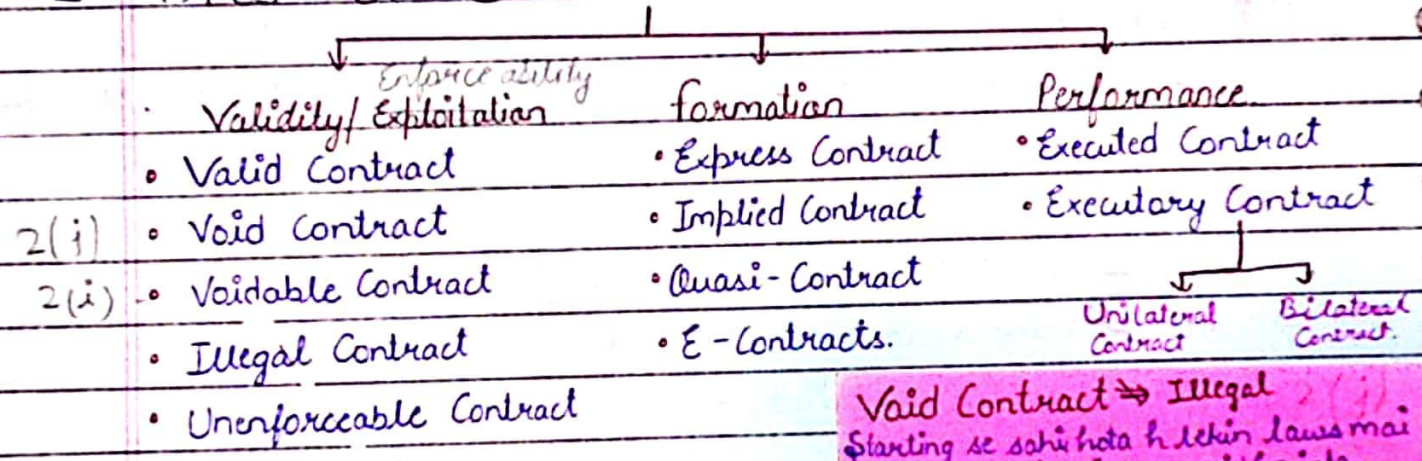 Enforceability
Validity/ Exploitation formation Performance
• Valid Contract • Express Contract • Executed Contract
2(j) • Void Contract • Implied Contract • Executory Contract
2(i) • Voidable Contract • Quasi-Contract
Unilateral Contract Bilateral Contract
• Illegal Contract • E-Contracts.
• Unenforceable Contract
Void Contract ⇒ Illegal 2(j)
Starting se sahi hota h lekin laws mai